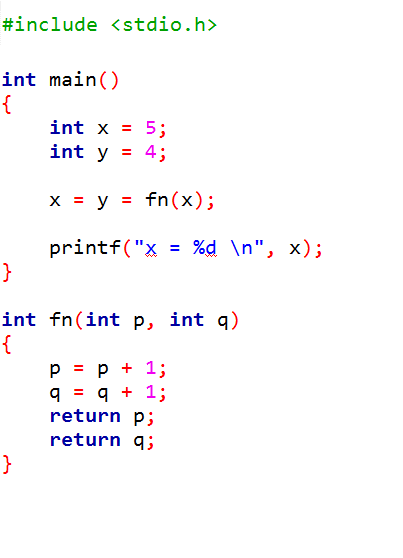 #include <stdio.h>
int main()
{
    int x = 5;
    int y = 4;
    x = y = fn(x);
    printf("x = %d \n", x);
}
int fn(int p, int q)
{
    p = p + 1;
    q = q + 1;
    return p;
    return q;
}